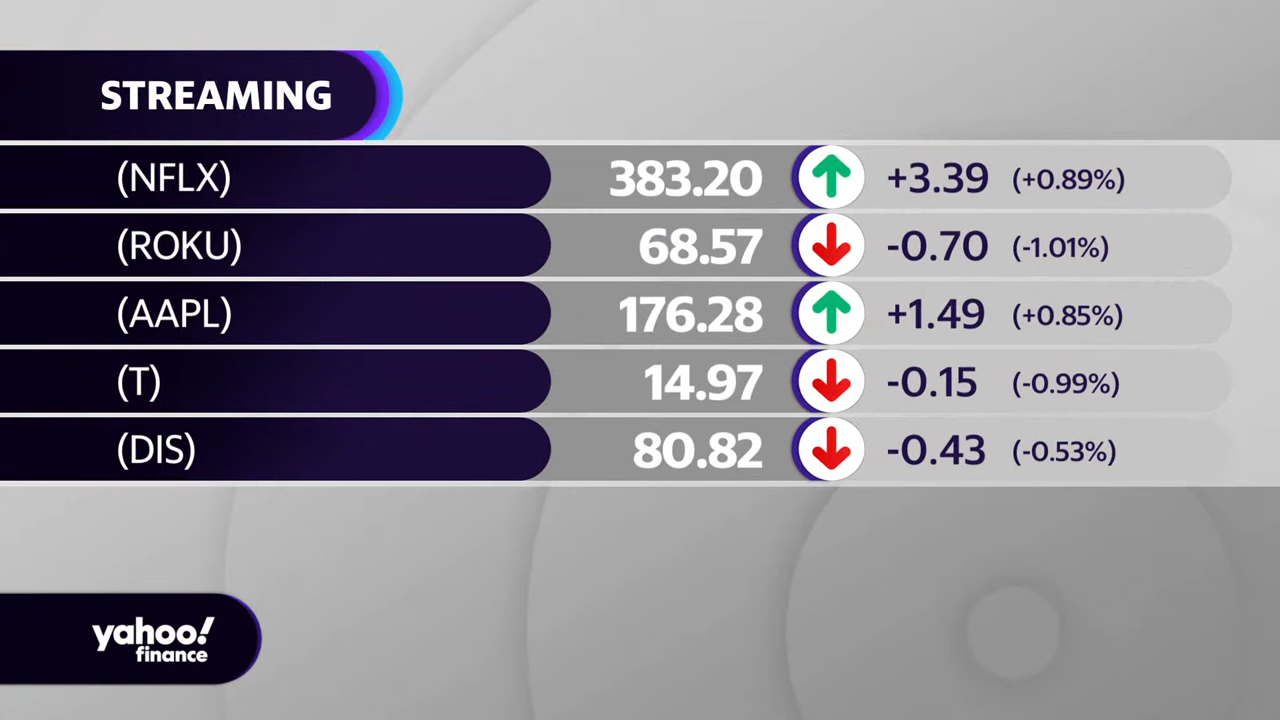 STREAMING
(NFLX) 383.20 +3.39 (+0.89%)
(ROKU) 68.57 -0.70 (-1.01%)
(AAPL) 176.28 +1.49 (+0.85%)
(T) 14.97 -0.15 (-0.99%)
(DIS) 80.82 -0.43 (-0.53%)
yahoo!
finance